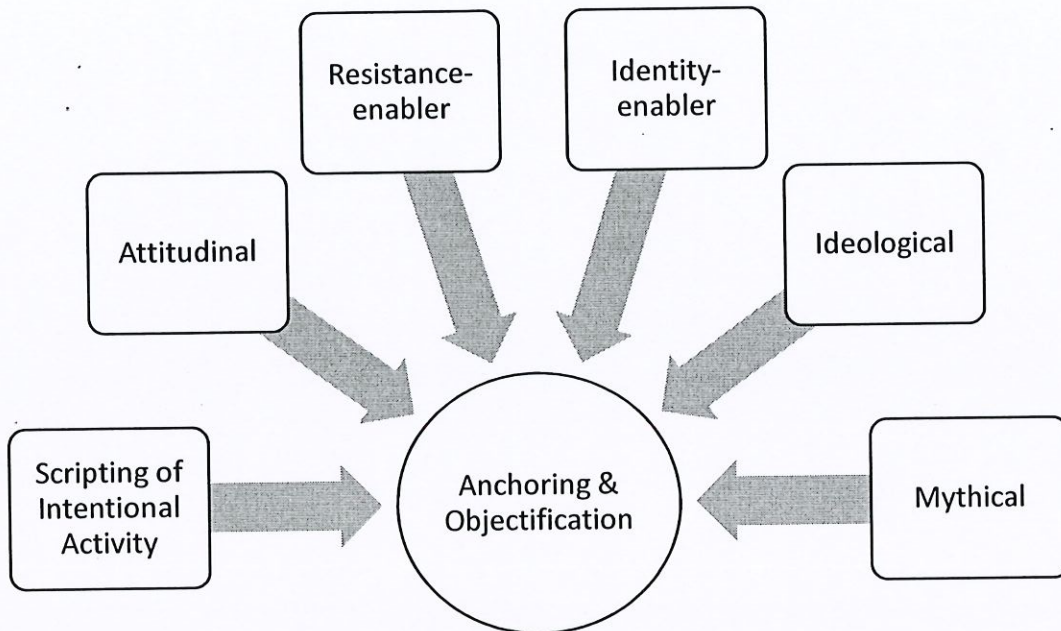 Resistance-
enabler
Identity-
enabler
Attitudinal
Ideological
Scripting of
Intentional
Activity
Anchoring &
Objectification
Mythical